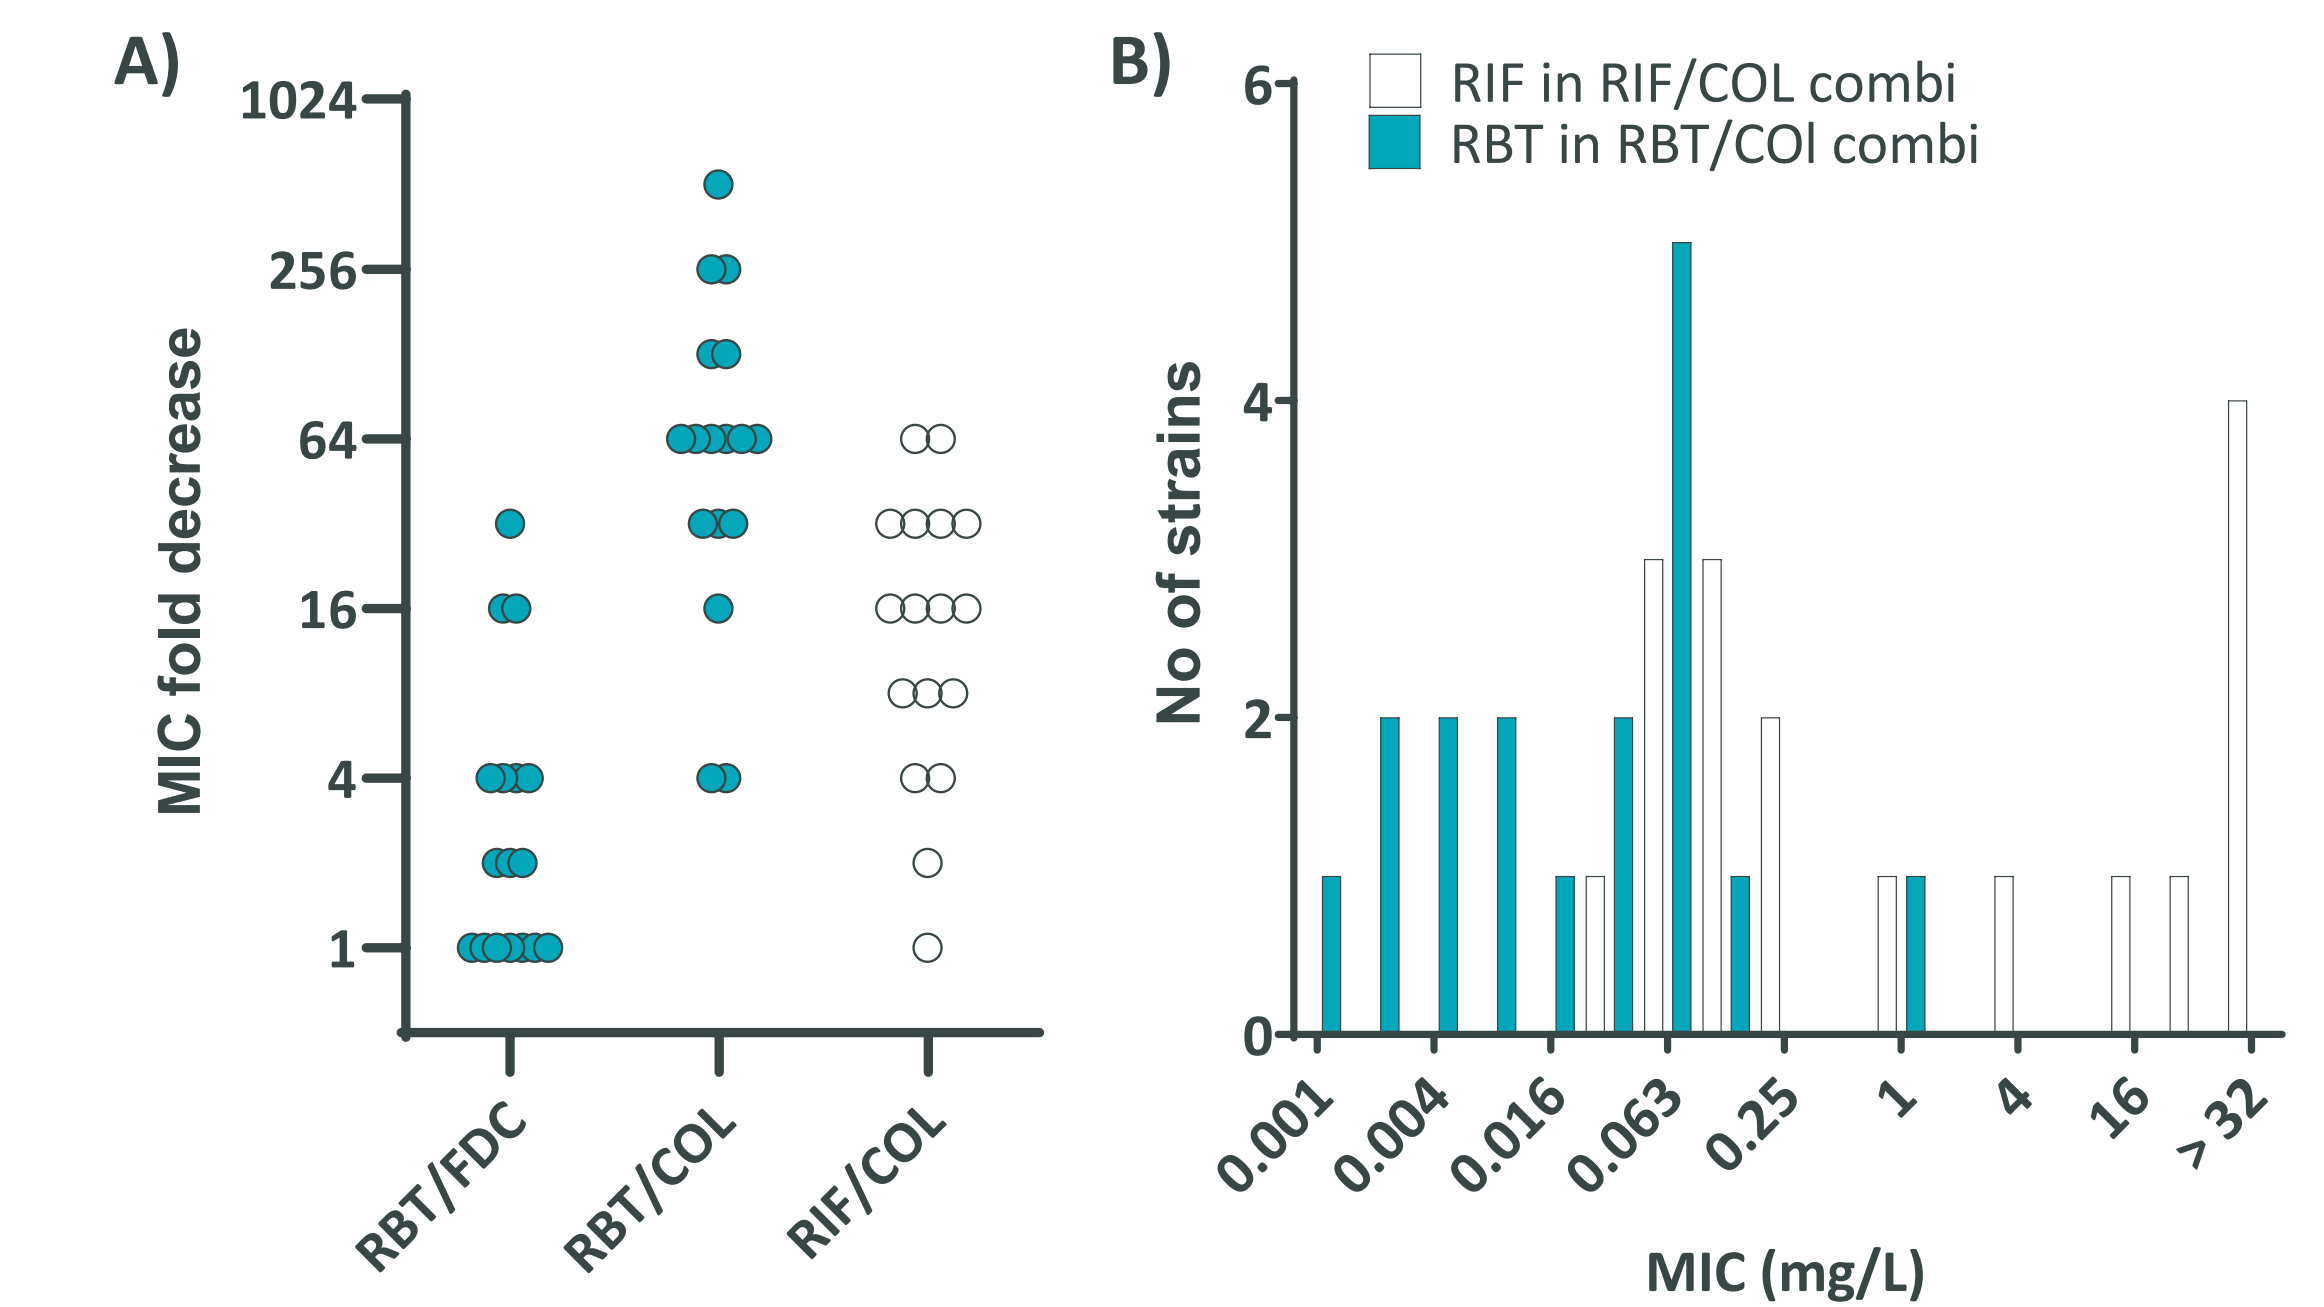 A)
MIC fold decrease
1024
256
64
16
4
1
RBT/FDC
RBT/COL
RIF/COL
B)
RIF in RIF/COL combi
RBT in RBT/COl combi
No of strains
6
4
2
0
0.001
0.004
0.016
0.063
0.25
1
4
16
> 32
MIC (mg/L)